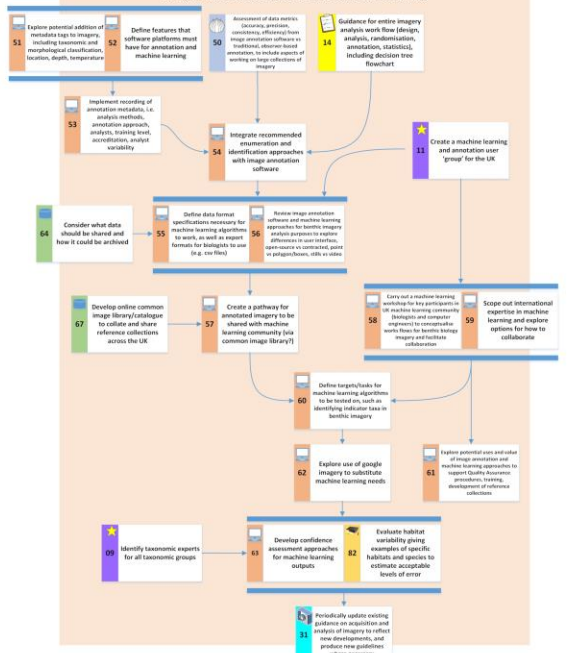 51
Explore potential addition of
metadata tags to imagery,
including taxonomic and
morphological classification,
location, depth, temperature
52
Define features that
software platforms must
have for annotation and
machine learning
50
Assessment of data metrics
(accuracy, precision,
consistency, efficiency) from
image annotation software vs
traditional, observer-based
annotation, to include aspects of
working on large collections of
imagery
14
Guidance for entire imagery
analysis work flow (design,
analysis, randomisation,
annotation, statistics),
including decision tree
flowchart
53
Implement recording of
annotation metadata, i.e.
analysis methods,
annotation approach,
analysts, training level,
accreditation, analyst
variability
54
Integrate recommended
enumeration and
identification approaches
with image annotation
software
11
Create a machine learning
and annotation user
'group' for the UK
64
Consider what data
should be shared and
how it could be archived
55
Define data format
specifications necessary for
machine learning algorithms
to work, as well as export
formats for biologists to use
(e.g. csv files)
56
Review image annotation
software and machine learning
approaches for benthic imagery
analysis purposes to explore
differences in user interface,
open-source vs contracted, point
vs polygon/boxes, stills vs video
67
Develop online common
image library/catalogue
to collate and share
reference collections
across the UK
57
Create a pathway for
annotated imagery to be
shared with machine
learning community (via
common image library?)
58
Carry out a machine learning
workshop for key participants in
UK machine learning community
(biologists and computer
engineers) to conceptualise
works flows for benthic biology
imagery and faciltate
collaboration
59
Scope out international
expertise in machine
learning and explore
options for how to
collaborate
60
Define targets/tasks for
machine learning algorithms
to be tested on, such as
identifying indicator taxa in
benthic imagery
62
Explore use of google
imagery to substitute
machine learning needs
61
Explore potential uses and value
of image annotation and
machine learning approaches to
support Quality Assurance
procedures, training,
development of reference
collections
09
Identify taxonomic experts
for all taxonomic groups
63
Develop confidence
assessment approaches
for machine learning
outputs
82
Evaluate habitat
variability giving
examples of specific
habitats and species to
estimate acceptable
levels of error
31
Periodically update existing
guidance on acquisition and
analysis of imagery to reflect
new developments, and
produce new guidelines